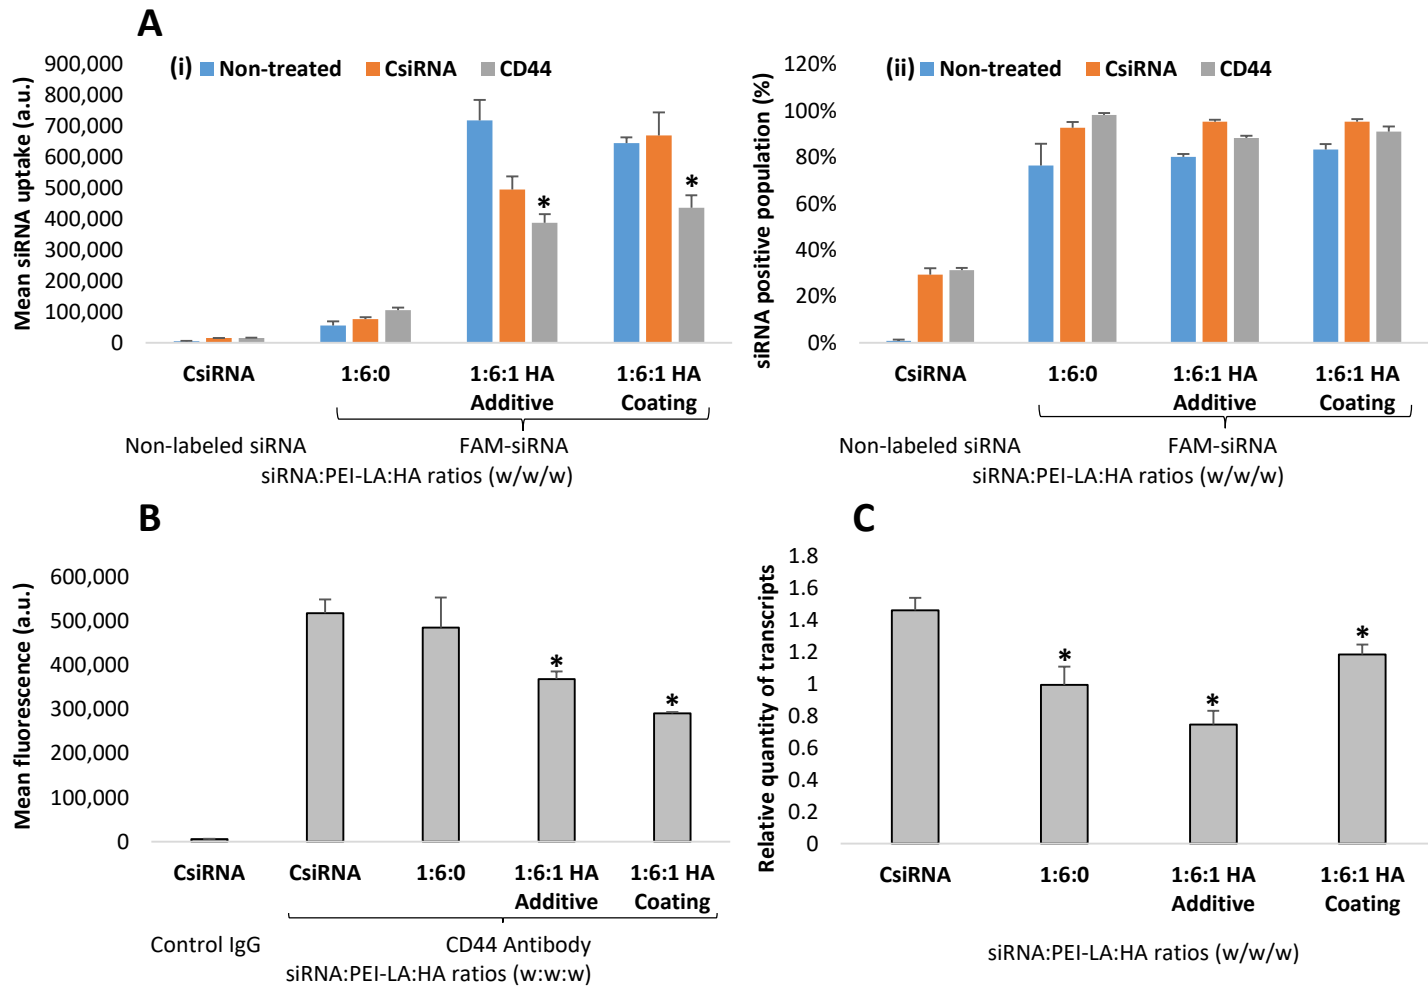 A
(i) Non-treated CsiRNA CD44
Mean siRNA uptake (a.u.)
900,000
800,000
700,000
600,000
500,000
400,000
300,000
200,000
100,000
0
*
*
CsiRNA 1:6:0 1:6:1 HA 1:6:1 HA
Additive Coating
Non-labeled siRNA FAM-siRNA
siRNA:PEI-LA:HA ratios (w/w/w)
(ii) Non-treated CsiRNA CD44
siRNA positive population (%)
120%
100%
80%
60%
40%
20%
0%
CsiRNA 1:6:0 1:6:1 HA 1:6:1 HA
Additive Coating
Non-labeled siRNA FAM-siRNA
siRNA:PEI-LA:HA ratios (w/w/w)
B
Mean fluorescence (a.u.)
600,000
500,000
400,000
300,000
200,000
100,000
0
*
*
CsiRNA CsiRNA 1:6:0 1:6:1 HA 1:6:1 HA
Additive Coating
Control IgG CD44 Antibody
siRNA:PEI-LA:HA ratios (w:w:w)
C
Relative quantity of transcripts
1.8
1.6
1.4
1.2
1
0.8
0.6
0.4
0.2
0
*
*
*
CsiRNA 1:6:0 1:6:1 HA 1:6:1 HA
Additive Coating
siRNA:PEI-LA:HA ratios (w/w/w)